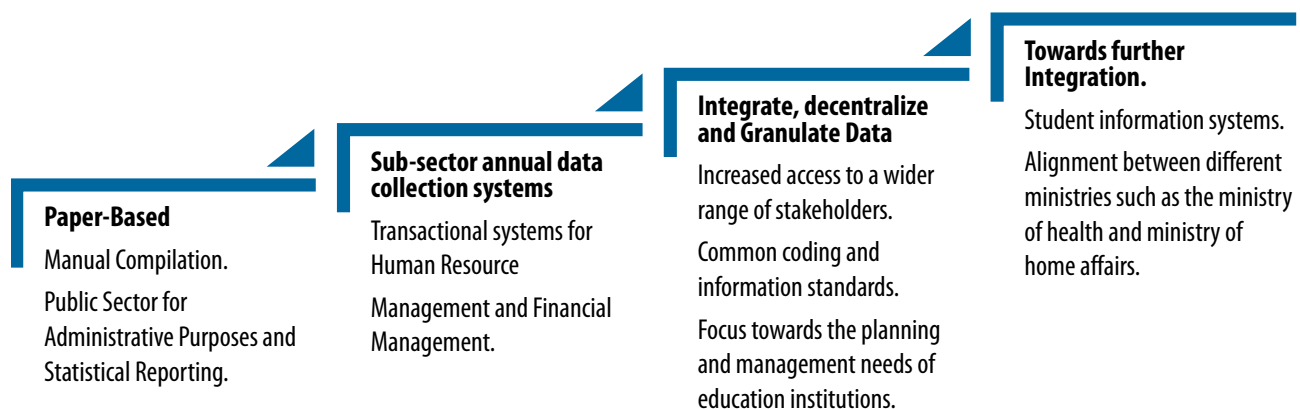 Paper-Based
Manual Compilation.
Public Sector for
Administrative Purposes and
Statistical Reporting.
Sub-sector annual data
collection systems
Transactional systems for
Human Resource
Management and Financial
Management.
Integrate, decentralize
and Granulate Data
Increased access to a wider
range of stakeholders.
Common coding and
information standards.
Focus towards the planning
and management needs of
education institutions.
Towards further
Integration.
Student information systems.
Alignment between different
ministries such as the ministry
of health and ministry of
home affairs.